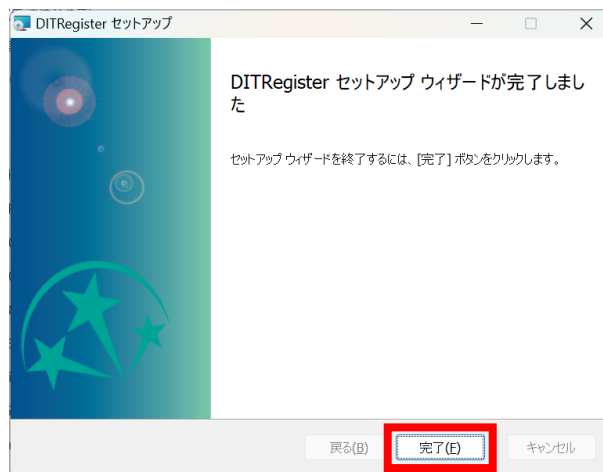 DITRegister セットアップ
DITRegister セットアップ ウィザードが完了しまし
た
セットアップ ウィザードを終了するには、[完了] ボタンをクリックします。
戻る(B) 完了(F) キャンセル